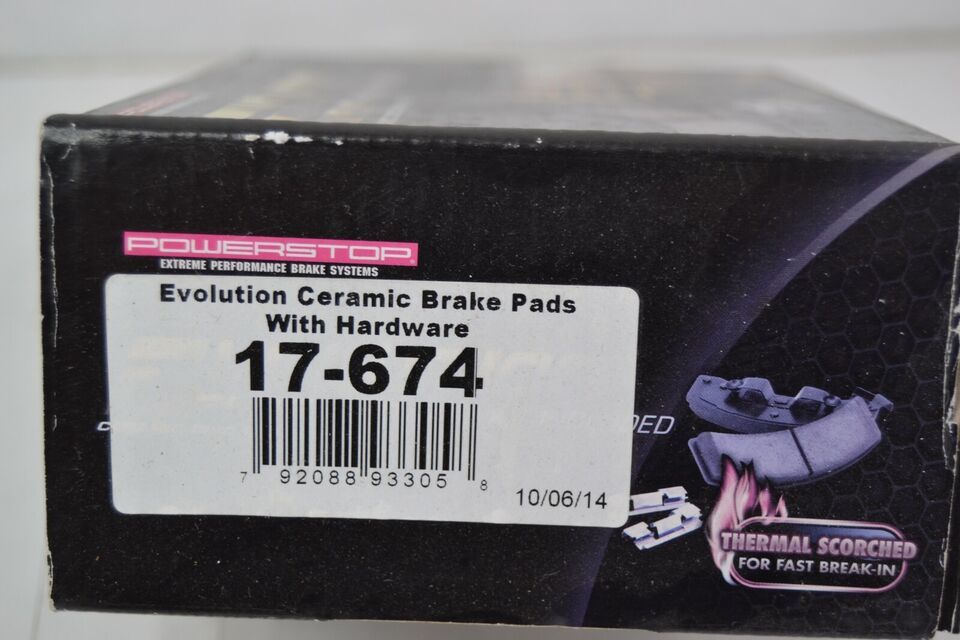 POWERSTOP
EXTREME PERFORMANCE BRAKE SYSTEMS
Evolution Ceramic Brake Pads
With Hardware
17-674
7 92088 93305 8
10/06/14
DED
THERMAL SCORCHED
FOR FAST BREAK-IN